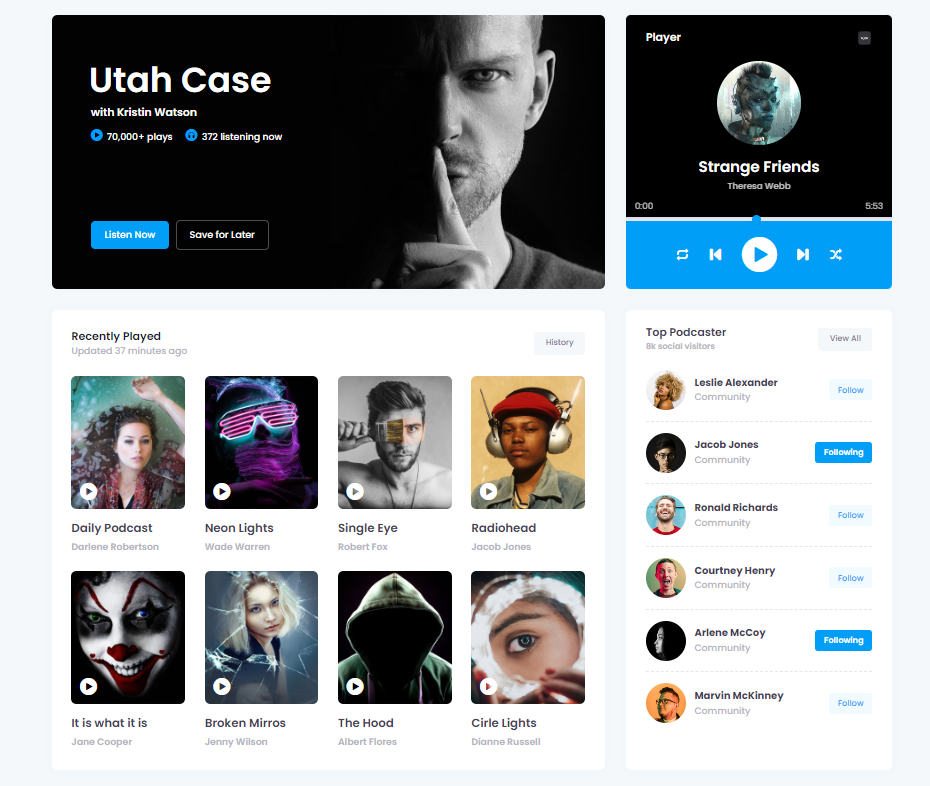 Utah Case
with Kristin Watson
70,000+ plays 372 listening now
Listen Now Save for Later
Player
Strange Friends
Theresa Webb
0:00 5:53
Recently Played
Updated 37 minutes ago
History
Daily Podcast
Darlene Robertson
Neon Lights
Wade Warren
Single Eye
Robert Fox
Radiohead
Jacob Jones
It is what it is
Jane Cooper
Broken Mirros
Jenny Wilson
The Hood
Albert Flores
Cirle Lights
Dianne Russell
Top Podcaster
8k social visitors
View All
Leslie Alexander
Community
Follow
Jacob Jones
Community
Following
Ronald Richards
Community
Follow
Courtney Henry
Community
Follow
Arlene McCoy
Community
Following
Marvin McKinney
Community
Follow